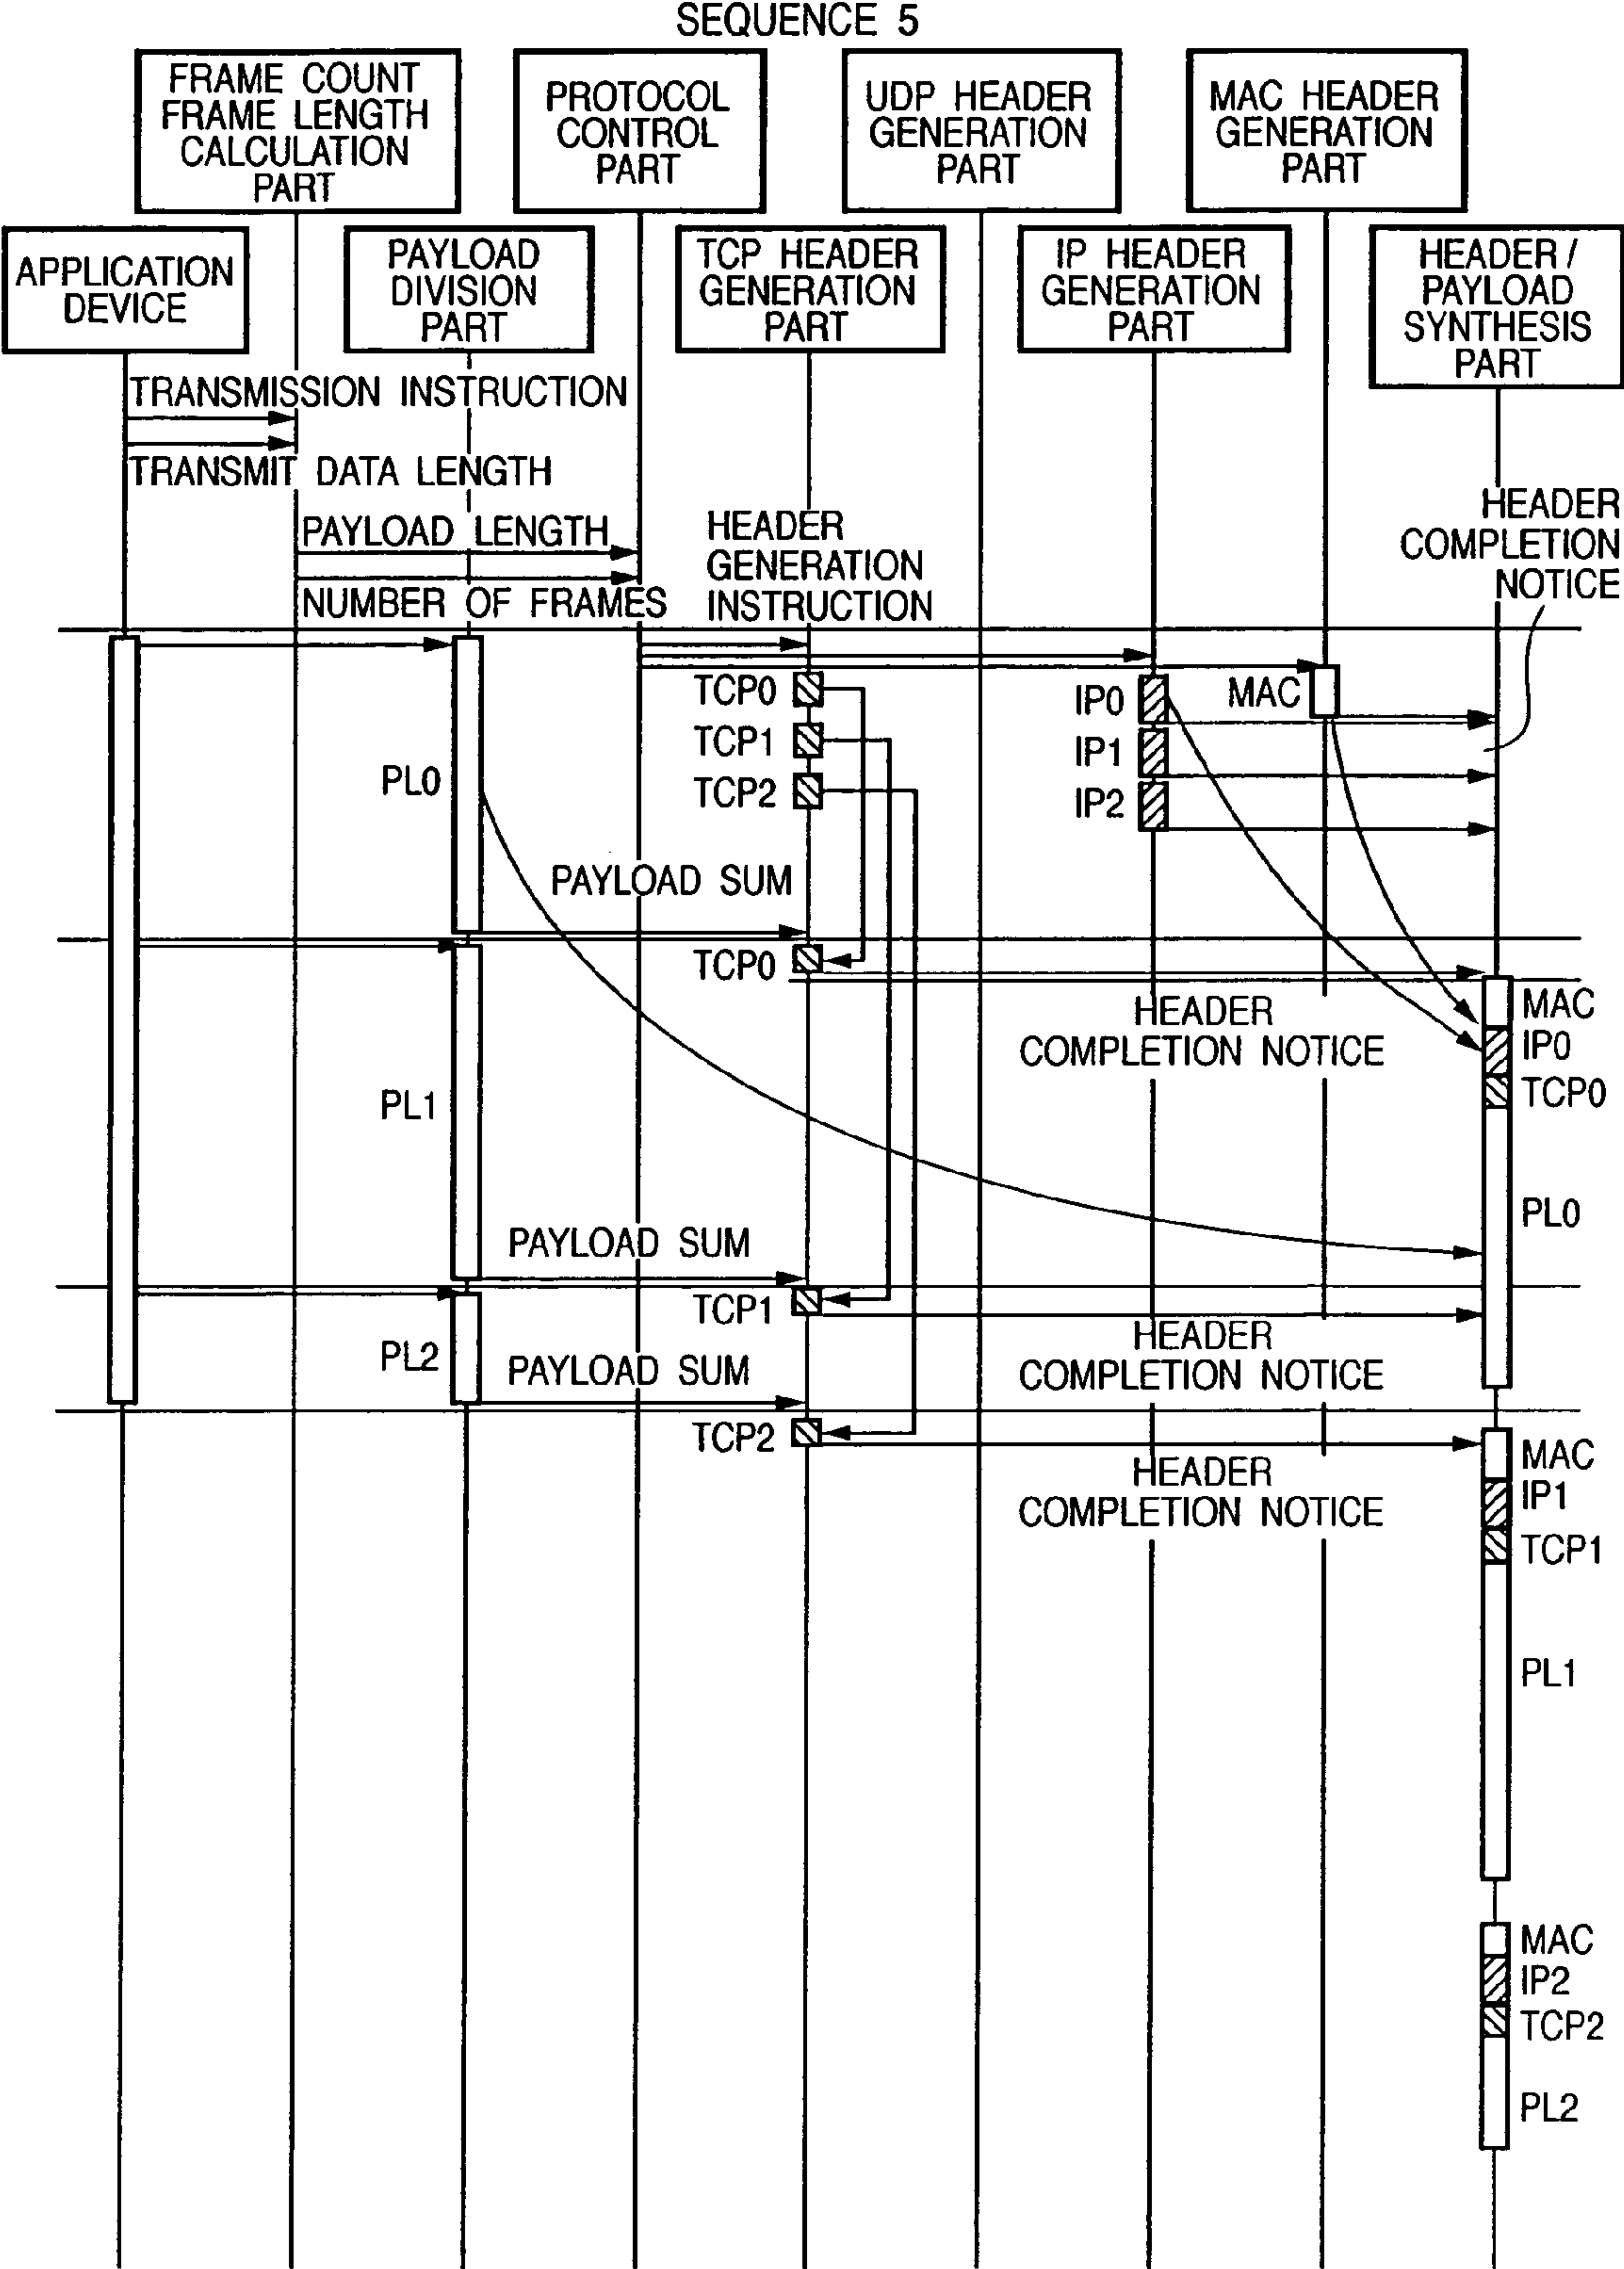 SEQUENCE 5
FRAME COUNT
FRAME LENGTH
CALCULATION
PART
PROTOCOL
CONTROL
PART
UDP HEADER
GENERATION
PART
MAC HEADER
GENERATION
PART
APPLICATION
DEVICE
PAYLOAD
DIVISION
PART
TCP HEADER
GENERATION
PART
IP HEADER
GENERATION
PART
HEADER /
PAYLOAD
SYNTHESIS
PART
TRANSMISSION INSTRUCTION
TRANSMIT DATA LENGTH
PAYLOAD LENGTH
NUMBER OF FRAMES
HEADER
GENERATION
INSTRUCTION
HEADER
COMPLETION
NOTICE
TCP0
IP0
MAC
TCP1
IP1
PL0
TCP2
IP2
PAYLOAD SUM
TCP0
HEADER
COMPLETION NOTICE
MAC
IP0
TCP0
PL1
PL0
PAYLOAD SUM
TCP1
HEADER
COMPLETION NOTICE
PL2
PAYLOAD SUM
TCP2
HEADER
COMPLETION NOTICE
MAC
IP1
TCP1
PL1
MAC
IP2
TCP2
PL2